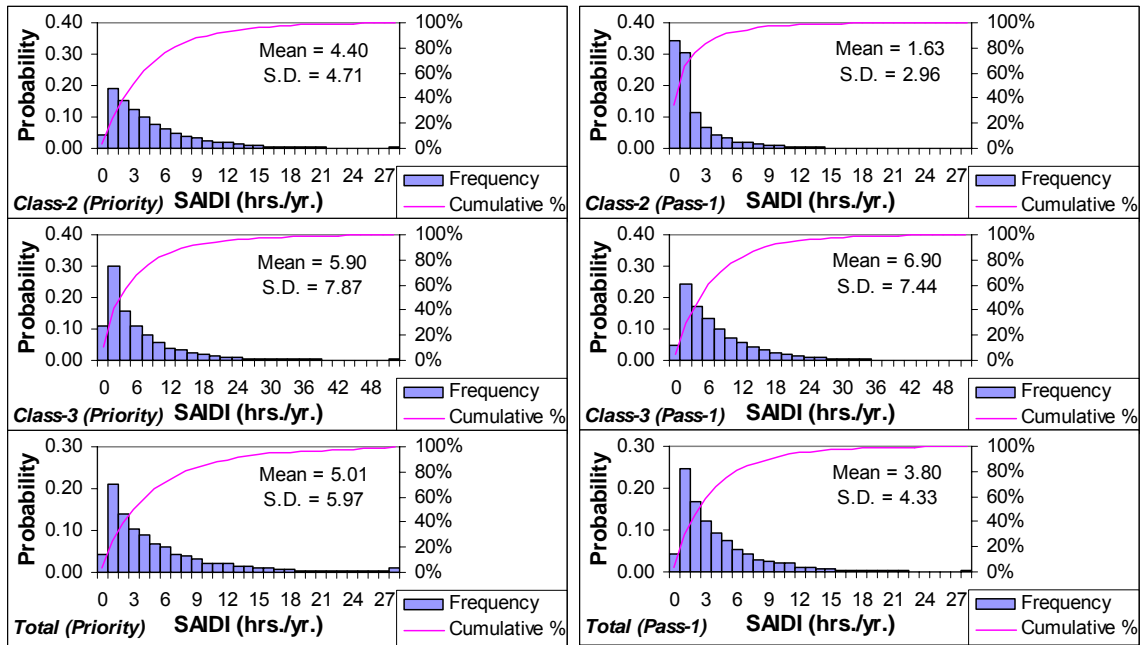 0.40
0.30
0.20
0.10
0.00
Probability
100%
80%
60%
40%
20%
0%
Mean = 4.40
S.D. = 4.71
0 3 6 9 12 15 18 21 24 27
Class-2 (Priority)
SAIDI (hrs./yr.)
Frequency
Cumulative %
0.40
0.30
0.20
0.10
0.00
Probability
100%
80%
60%
40%
20%
0%
Mean = 1.63
S.D. = 2.96
0 3 6 9 12 15 18 21 24 27
Class-2 (Pass-1)
SAIDI (hrs./yr.)
Frequency
Cumulative %
0.40
0.30
0.20
0.10
0.00
Probability
100%
80%
60%
40%
20%
0%
Mean = 5.90
S.D. = 7.87
0 6 12 18 24 30 36 42 48
Class-3 (Priority)
SAIDI (hrs./yr.)
Frequency
Cumulative %
0.40
0.30
0.20
0.10
0.00
Probability
100%
80%
60%
40%
20%
0%
Mean = 6.90
S.D. = 7.44
0 6 12 18 24 30 36 42 48
Class-3 (Pass-1)
SAIDI (hrs./yr.)
Frequency
Cumulative %
0.30
0.20
0.10
0.00
Probability
100%
80%
60%
40%
20%
0%
Mean = 5.01
S.D. = 5.97
0 3 6 9 12 15 18 21 24 27
Total (Priority)
SAIDI (hrs./yr.)
Frequency
Cumulative %
0.30
0.20
0.10
0.00
Probability
100%
80%
60%
40%
20%
0%
Mean = 3.80
S.D. = 4.33
0 3 6 9 12 15 18 21 24 27
Total (Pass-1)
SAIDI (hrs./yr.)
Frequency
Cumulative %